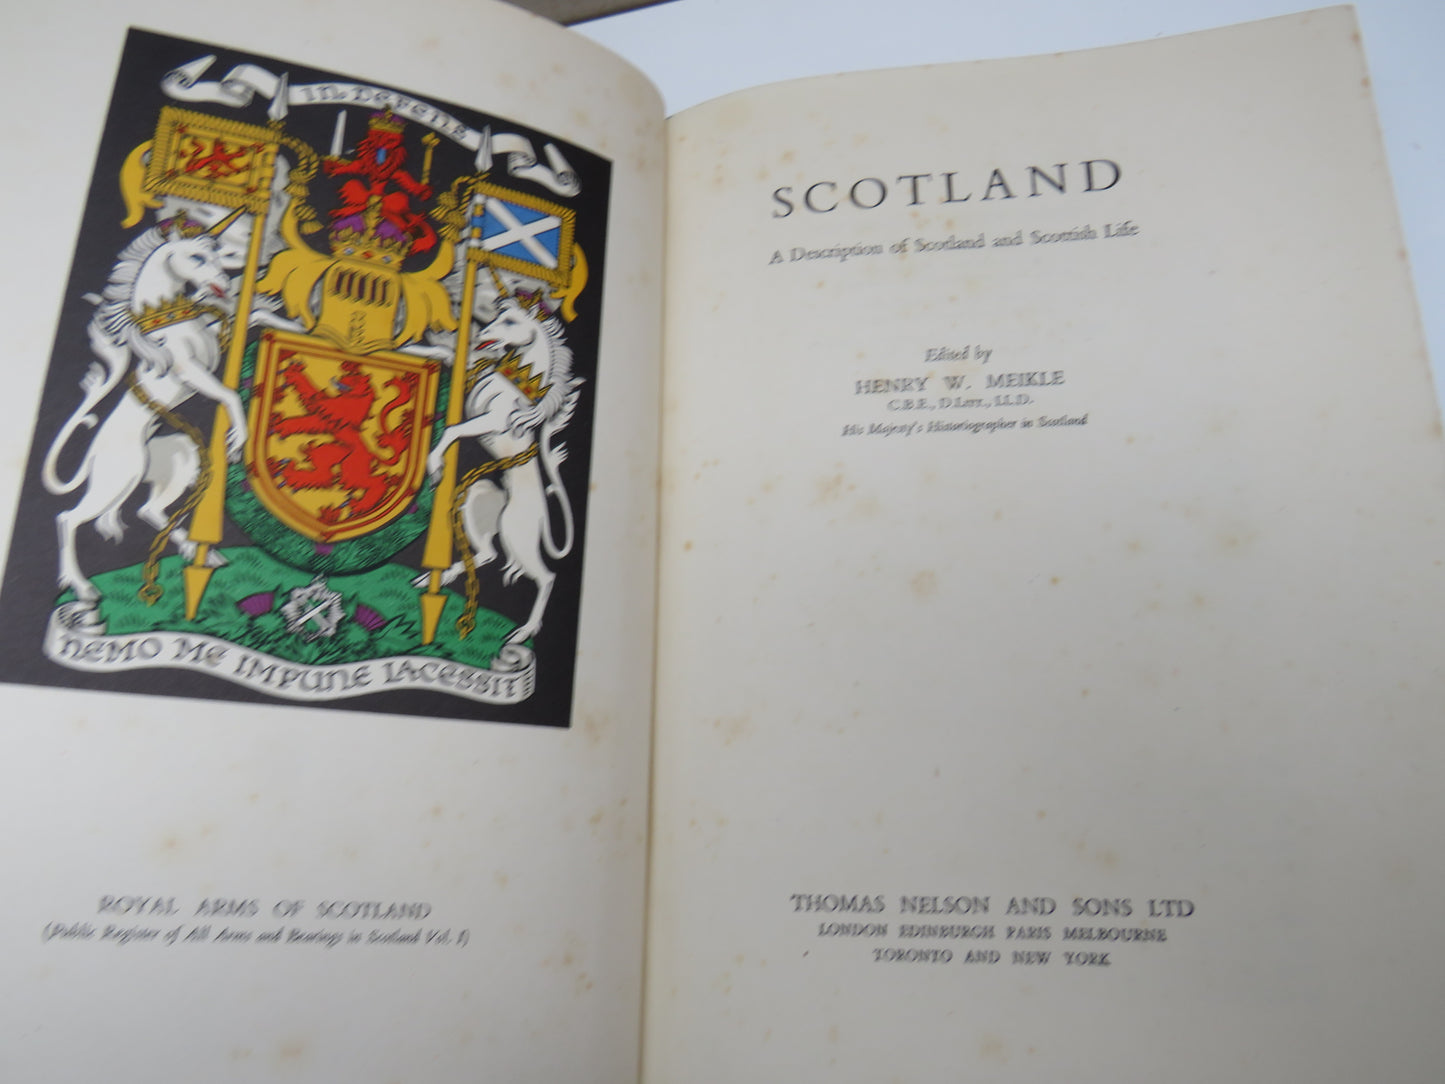 IN DEFENS
NEMO ME IMPUNE LACESSIT
ROYAL ARMS OF SCOTLAND
(Public Register of All Arms and Bearings in Scotland Vol. I)
SCOTLAND
A Description of Scotland and Scottish Life
Edited by
HENRY W. MEIKLE
C.B.E., D.LITT., LL.D.
His Majesty's Historiographer in Scotland
THOMAS NELSON AND SONS LTD
LONDON EDINBURGH PARIS MELBOURNE
TORONTO AND NEW YORK